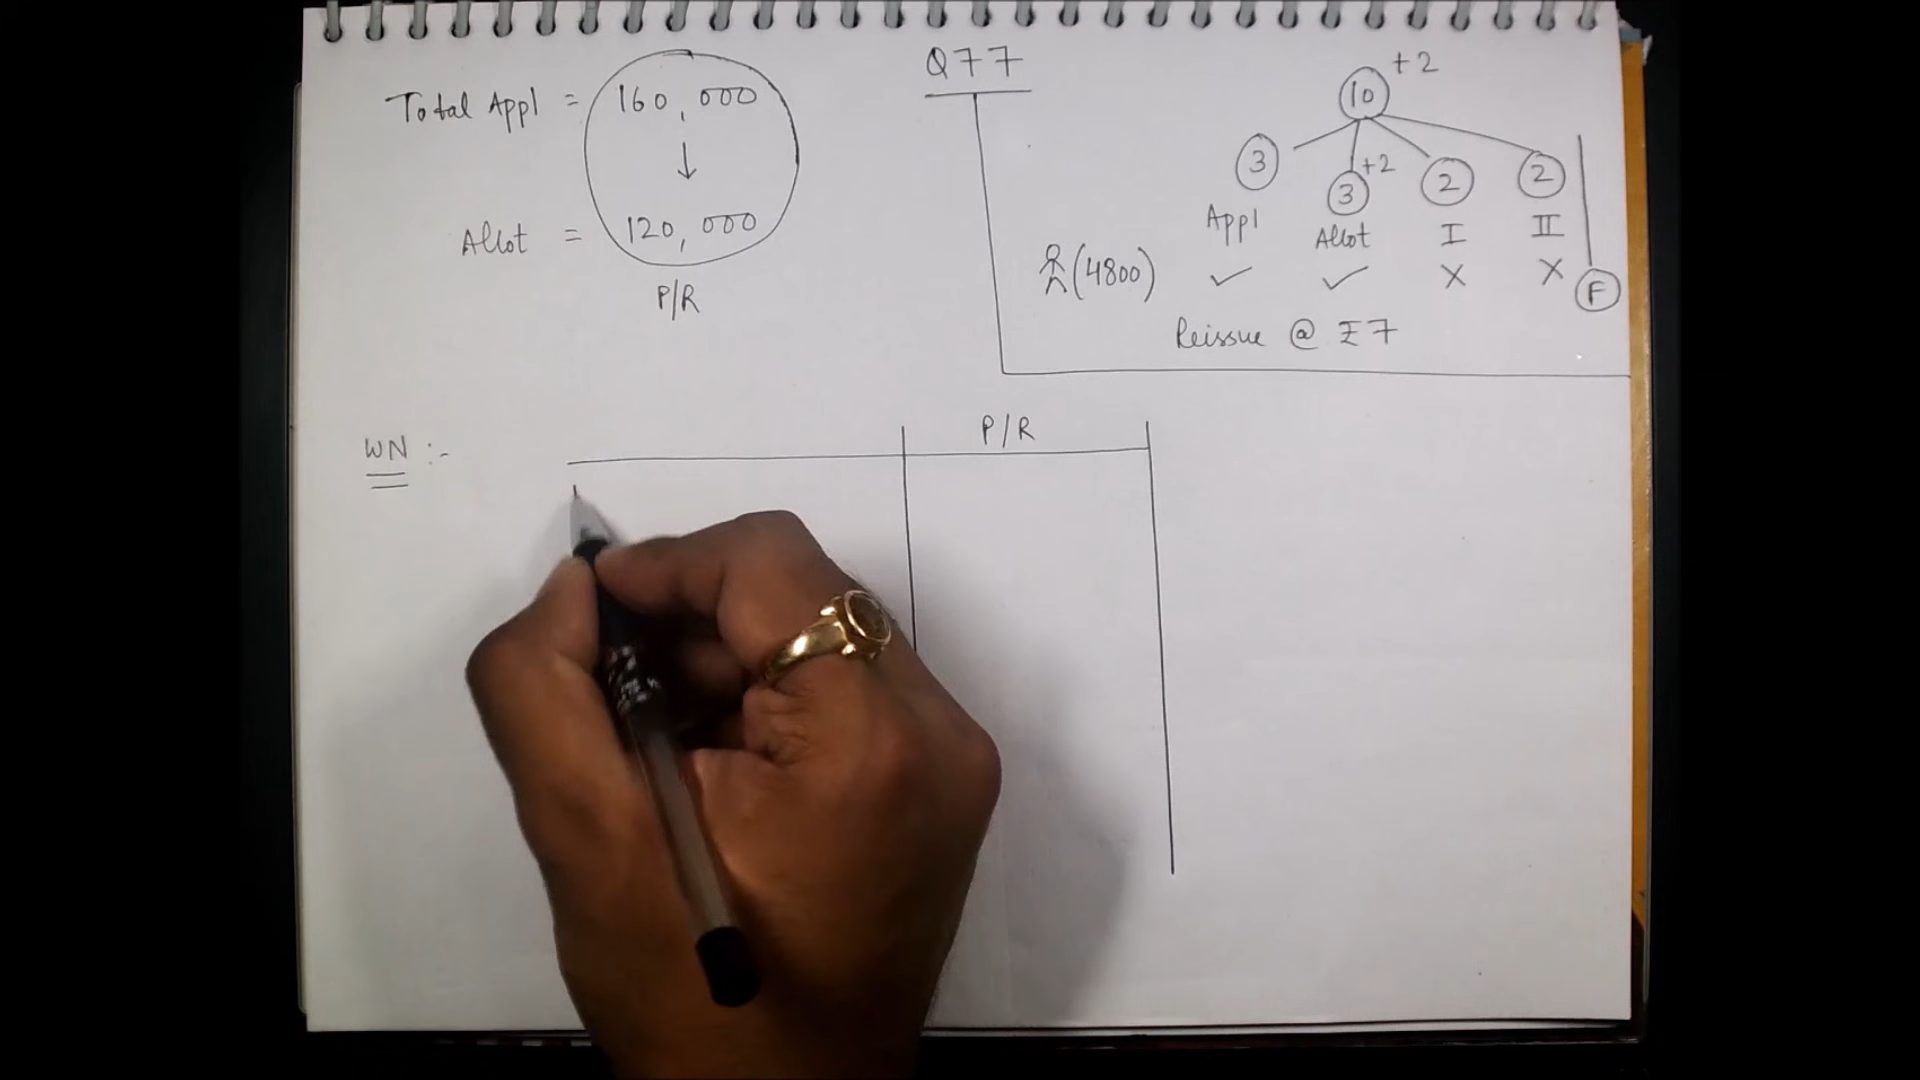 Q77
Total Appl = 160,000
↓
Allot = 120,000
P/R
10 +2
3 3 +2 2 2
Appl Allot I II
(4800) ✓ ✓ X X F
Reissue @ ₹7
WN :-
P/R